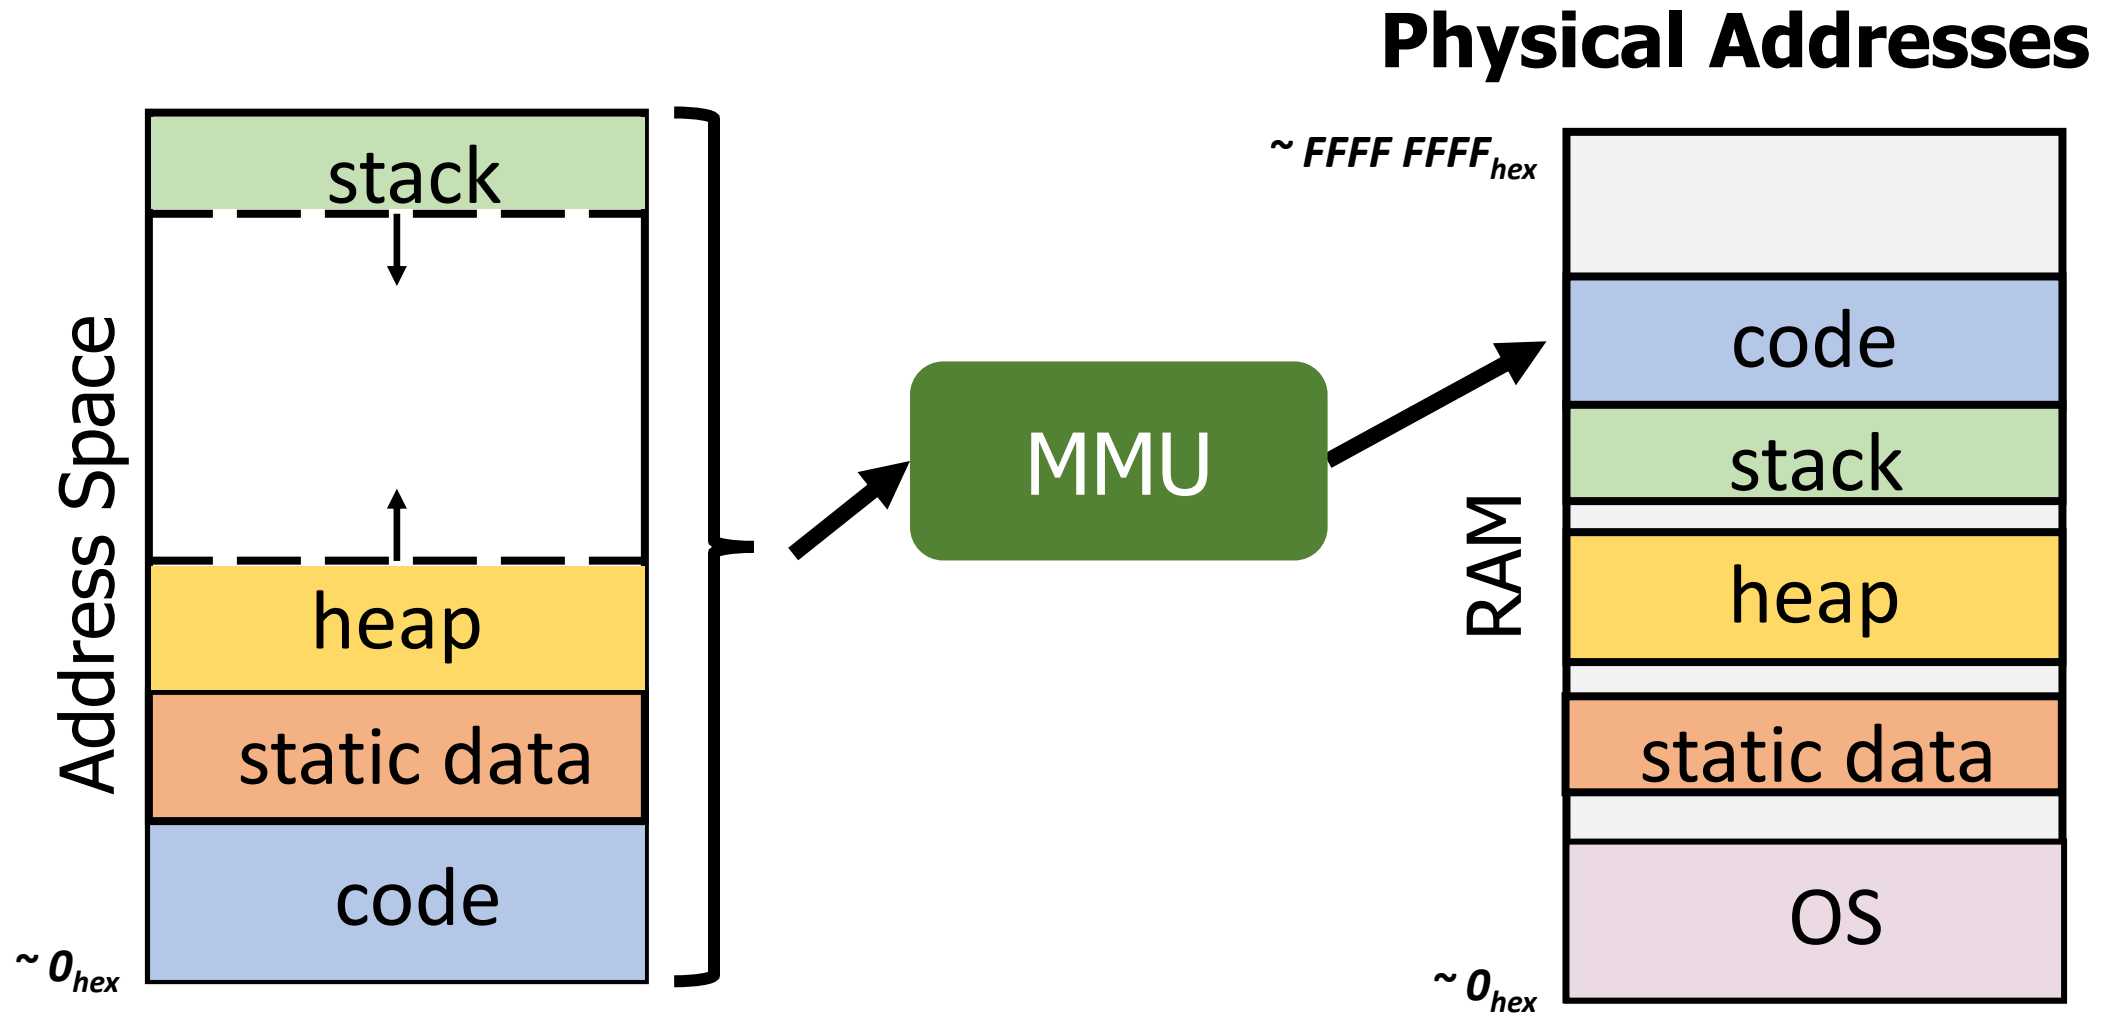 Physical Addresses
Address Space
stack
heap
static data
code
~ 0hex
MMU
~ FFFF FFFFhex
RAM
code
stack
heap
static data
OS
~ 0hex